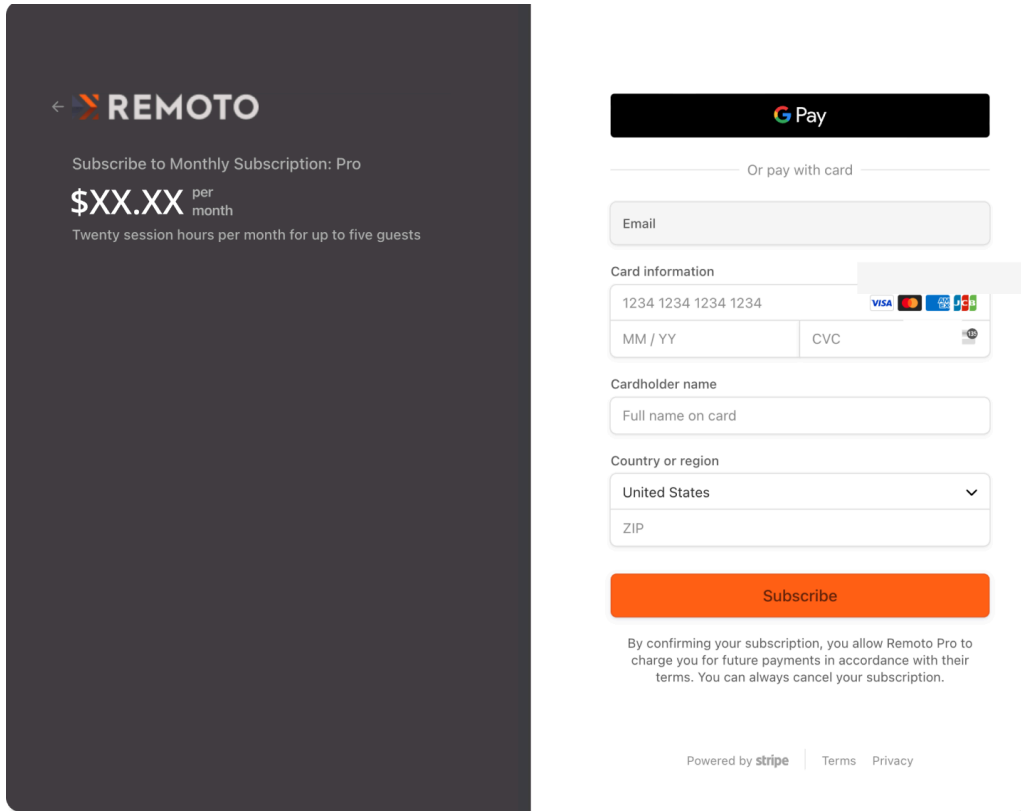 REMOTO
Subscribe to Monthly Subscription: Pro
$XX.XX per
month
Twenty session hours per month for up to five guests
G Pay
Or pay with card
Email
Card information
1234 1234 1234 1234
VISA
AM
EX
JCB
MM / YY
CVC
135
Cardholder name
Full name on card
Country or region
United States
ZIP
Subscribe
By confirming your subscription, you allow Remoto Pro to
charge you for future payments in accordance with their
terms. You can always cancel your subscription.
Powered by stripe
Terms
Privacy